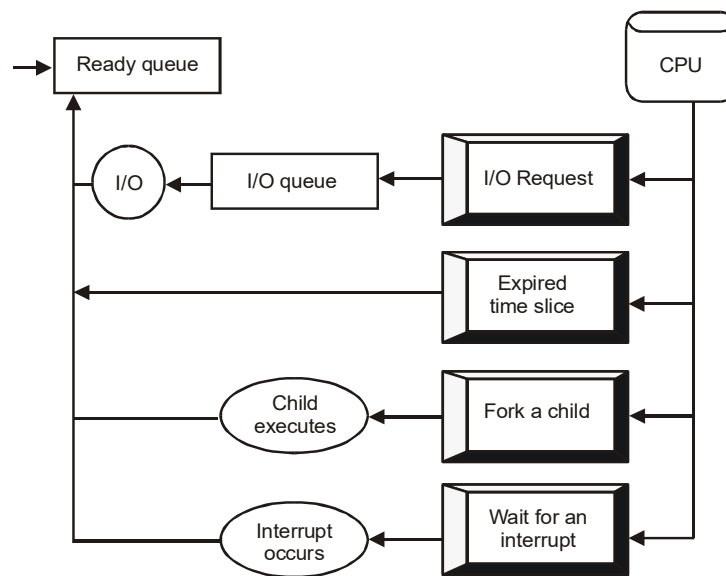 Ready queue
CPU
I/O
I/O queue
I/O Request
Expired
time slice
Child
executes
Fork a child
Interrupt
occurs
Wait for an
interrupt